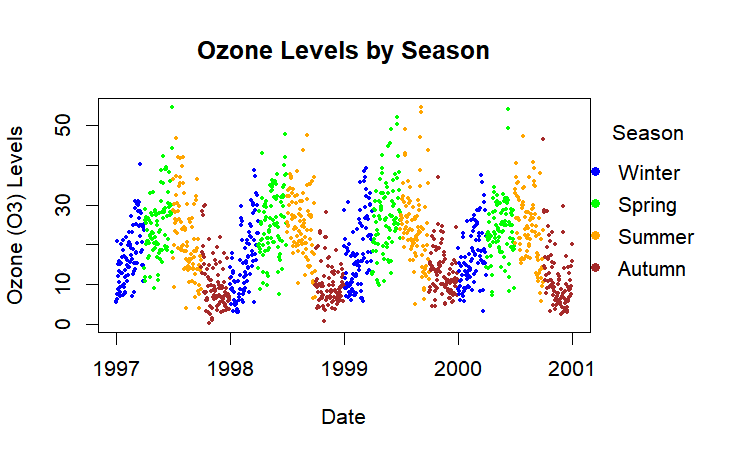 Ozone Levels by Season
Ozone (O3) Levels
50
30
10
0
1997 1998 1999 2000 2001
Date
Season
Winter
Spring
Summer
Autumn